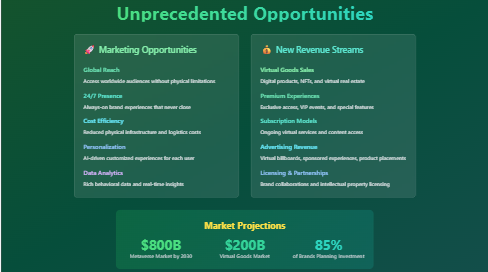 Unprecedented Opportunities
🚀 Marketing Opportunities
Global Reach
Access worldwide audiences without physical limitations
24/7 Presence
Always-on brand experiences that never close
Cost Efficiency
Reduced physical infrastructure and logistics costs
Personalization
AI-driven customized experiences for each user
Data Analytics
Rich behavioral data and real-time insights
💰 New Revenue Streams
Virtual Goods Sales
Digital products, NFTs, and virtual real estate
Premium Experiences
Exclusive access, VIP events, and special features
Subscription Models
Ongoing virtual services and content access
Advertising Revenue
Virtual billboards, sponsored experiences, product placements
Licensing & Partnerships
Brand collaborations and intellectual property licensing
Market Projections
$800B
Metaverse Market by 2030
$200B
Virtual Goods Market
85%
of Brands Planning Investment